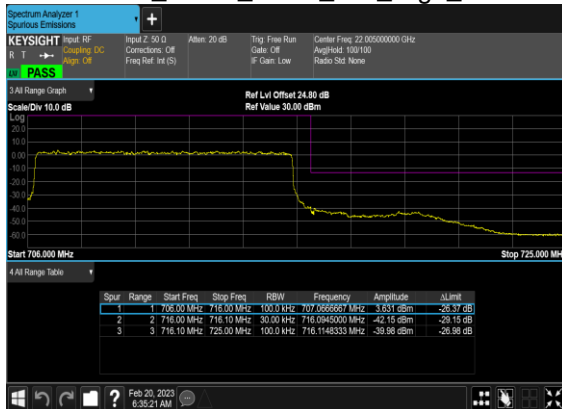 Spectrum Analyzer 1
Spurious Emissions
KEYSIGHT
R T
PASS
Input: RF
Coupling: DC
Align: Off
Input Z: 50 Ω
Corrections: Off
Freq Ref: Int (S)
Atten: 20 dB
Trig: Free Run
Gate: Off
IF Gain: Low
Center Freq: 22.005000000 GHz
Avg|Hold: 100/100
Radio Std: None
3 All Range Graph
Scale/Div 10.0 dB
Ref Lvl Offset 24.80 dB
Ref Value 30.00 dBm
Log
20.0
10.0
0.00
-10.0
-20.0
-30.0
-40.0
-50.0
-60.0
Start 706.000 MHz
Stop 725.000 MH
4 All Range Table
Spur Range Start Freq Stop Freq RBW Frequency Amplitude ΔLimit
1 1 706.00 MHz 716.00 MHz 100.0 kHz 707.0666667 MHz 3.631 dBm -26.37 dB
2 2 716.00 MHz 716.10 MHz 30.00 kHz 716.0945000 MHz -42.15 dBm -29.15 dB
3 3 716.10 MHz 725.00 MHz 100.0 kHz 716.1148333 MHz -39.98 dBm -26.98 dB
?
Feb 20, 2023
6:35:21 AM